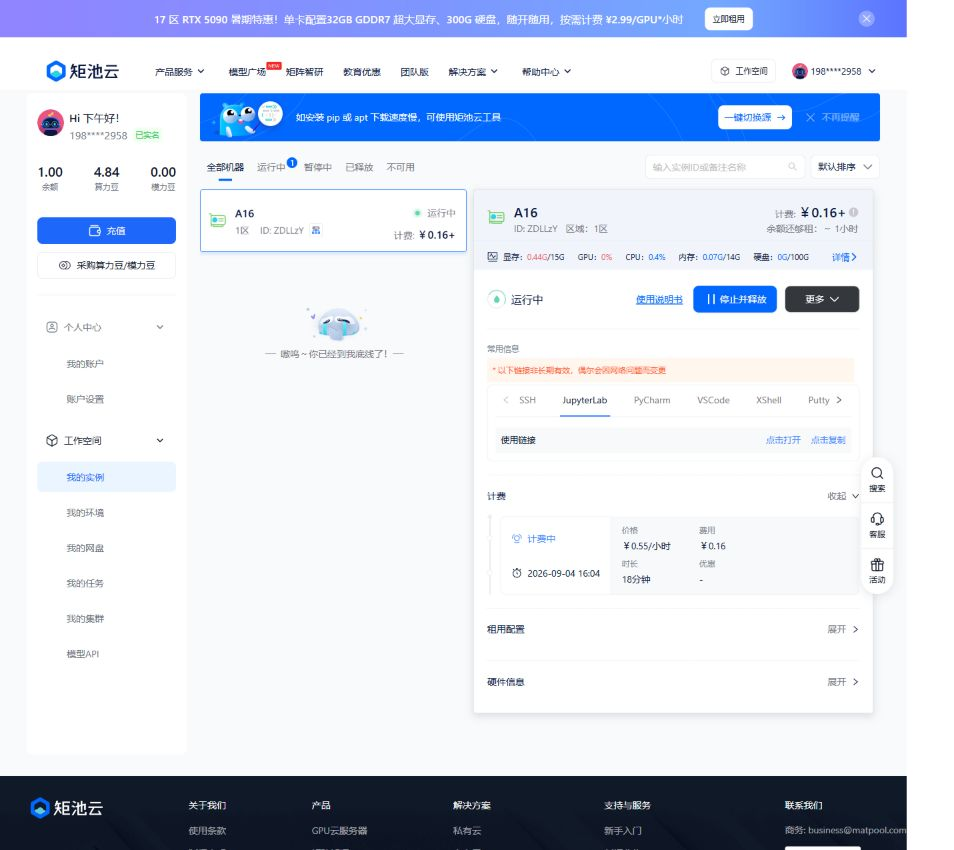 17 区 RTX 5090 暑期特惠！单卡配置32GB GDDR7 超大显存、300G 硬盘，随开随用，按需计费 ¥2.99/GPU*小时
立即租用
矩池云
产品服务
模型广场
NEW
矩阵智研
教育优惠
团队版
解决方案
帮助中心
工作空间
198****2958
Hi 下午好！
198****2958
已实名
1.00
余额
4.84
算力豆
0.00
模力豆
充值
采购算力豆/模力豆
个人中心
我的账户
账户设置
工作空间
我的实例
我的环境
我的网盘
我的任务
我的集群
模型API
如安装 pip 或 apt 下载速度慢，可使用矩池云工具
一键切换源
不再提醒
全部机器
运行中
1
暂停中
已释放
不可用
输入实例ID或备注名称
默认排序
A16
运行中
1区
ID: ZDLLzY
计费: ¥0.16+
嗷呜～你已经到我底线了！
A16
ID: ZDLLzY
区域: 1区
计费: ¥0.16+
余额还够租: ~ 1小时
显存: 0.44G/15G
GPU: 0%
CPU: 0.4%
内存: 0.07G/14G
硬盘: 0G/100G
详情
运行中
使用说明书
停止并释放
更多
常用信息
* 以下链接非长期有效，偶尔会因网络问题而变更
SSH
JupyterLab
PyCharm
VSCode
XShell
Putty
使用链接
点击打开
点击复制
计费
收起
计费中
2026-09-04 16:04
价格
¥0.55/小时
费用
¥0.16
时长
18分钟
优惠
-
租用配置
展开
硬件信息
展开
搜索
客服
活动
矩池云
关于我们
产品
解决方案
支持与服务
联系我们
使用条款
GPU云服务器
私有云
新手入门
商务: business@matpool.com